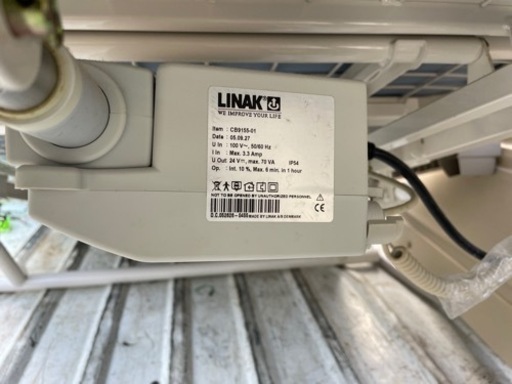 LINAK
WE IMPROVE YOUR LIFE
Item : CB9155-01
Date : 05.09.27
U In : 100 V~, 50/60 Hz
I In : Max. 3.3 Amp
U Out: 24 V⎓, max. 70 VA IP54
Op. : Int. 10 %, Max. 6 min. in 1 hour
NOT TO BE OPENED BY UNAUTHORIZED PERSONNEL
MADE BY LINAK A/S DENMARK